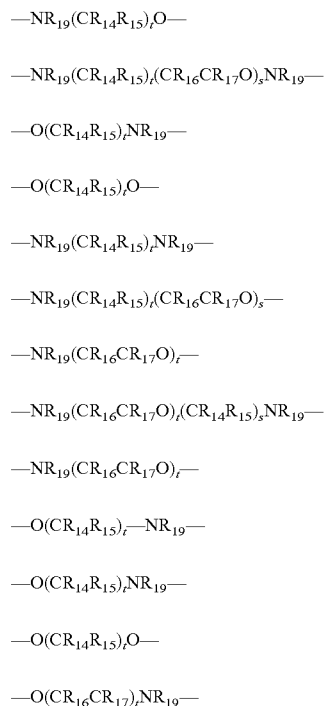 —NR₁₉(CR₁₄R₁₅)ₜO—
—NR₁₉(CR₁₄R₁₅)ₜ(CR₁₆CR₁₇O)ₛNR₁₉—
—O(CR₁₄R₁₅)ₜNR₁₉—
—O(CR₁₄R₁₅)ₜO—
—NR₁₉(CR₁₄R₁₅)ₜNR₁₉—
—NR₁₉(CR₁₄R₁₅)ₜ(CR₁₆CR₁₇O)ₛ—
—NR₁₉(CR₁₆CR₁₇O)ₜ—
—NR₁₉(CR₁₆CR₁₇O)ₜ(CR₁₄R₁₅)ₛNR₁₉—
—NR₁₉(CR₁₆CR₁₇O)ₜ—
—O(CR₁₄R₁₅)ₜ—NR₁₉—
—O(CR₁₄R₁₅)ₜNR₁₉—
—O(CR₁₄R₁₅)ₜO—
—O(CR₁₆CR₁₇)ₜNR₁₉—